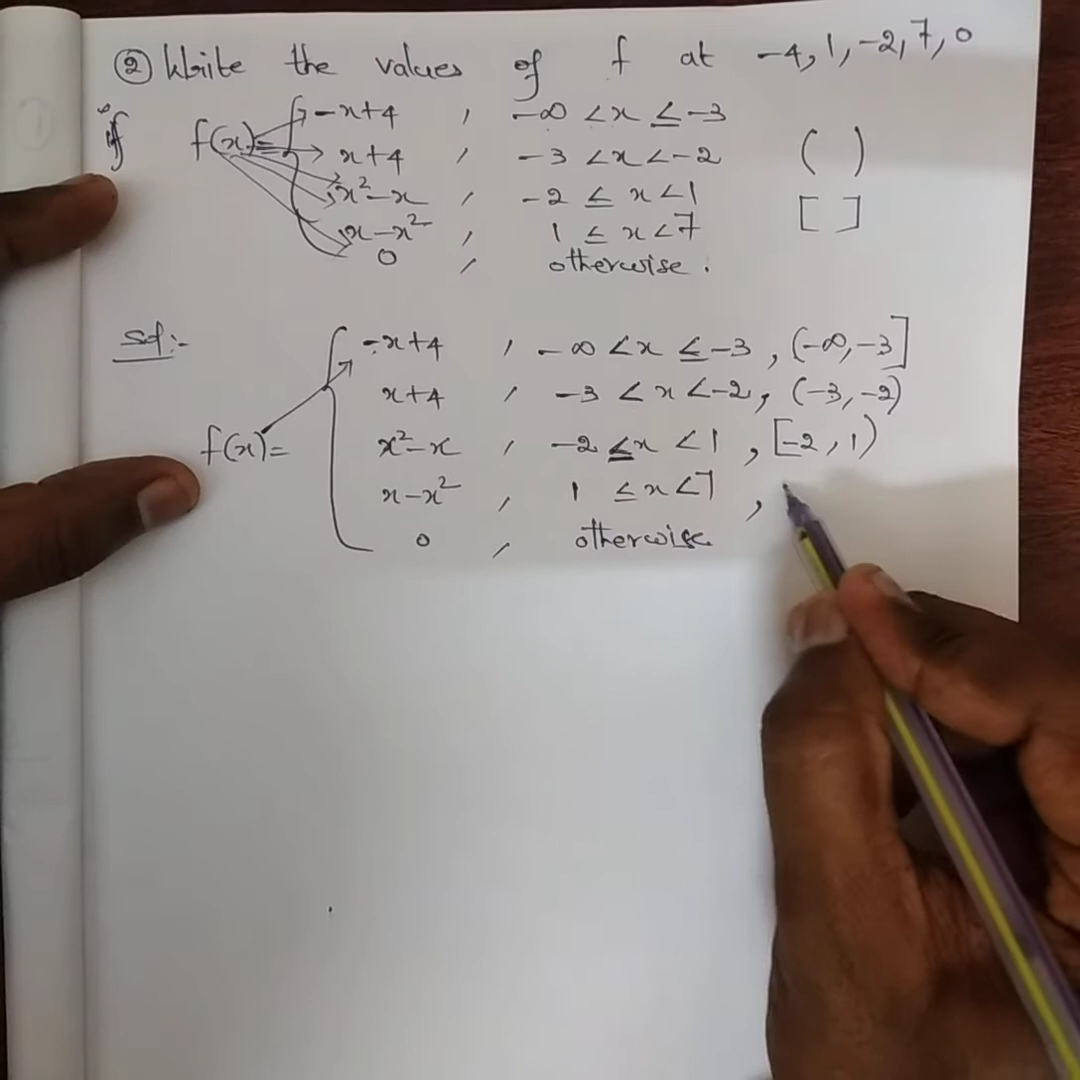 ② Write the values of f at -4, 1, -2, 7, 0
if f(x)= { -x+4 , -∞ <x ≤ -3
x+4 , -3 <x<-2 ( )
x²-x , -2 ≤ x <1 [ ]
x-x² , 1 ≤ x <7
0 , otherwise.
Sol:-
-x+4 , -∞ <x ≤ -3 , (-∞, -3]
x+4 , -3 < x <-2, (-3, -2)
f(x)= { x²-x , -2 ≤x <1 , [-2, 1)
x-x² , 1 ≤x <7 ,
0 , otherwise